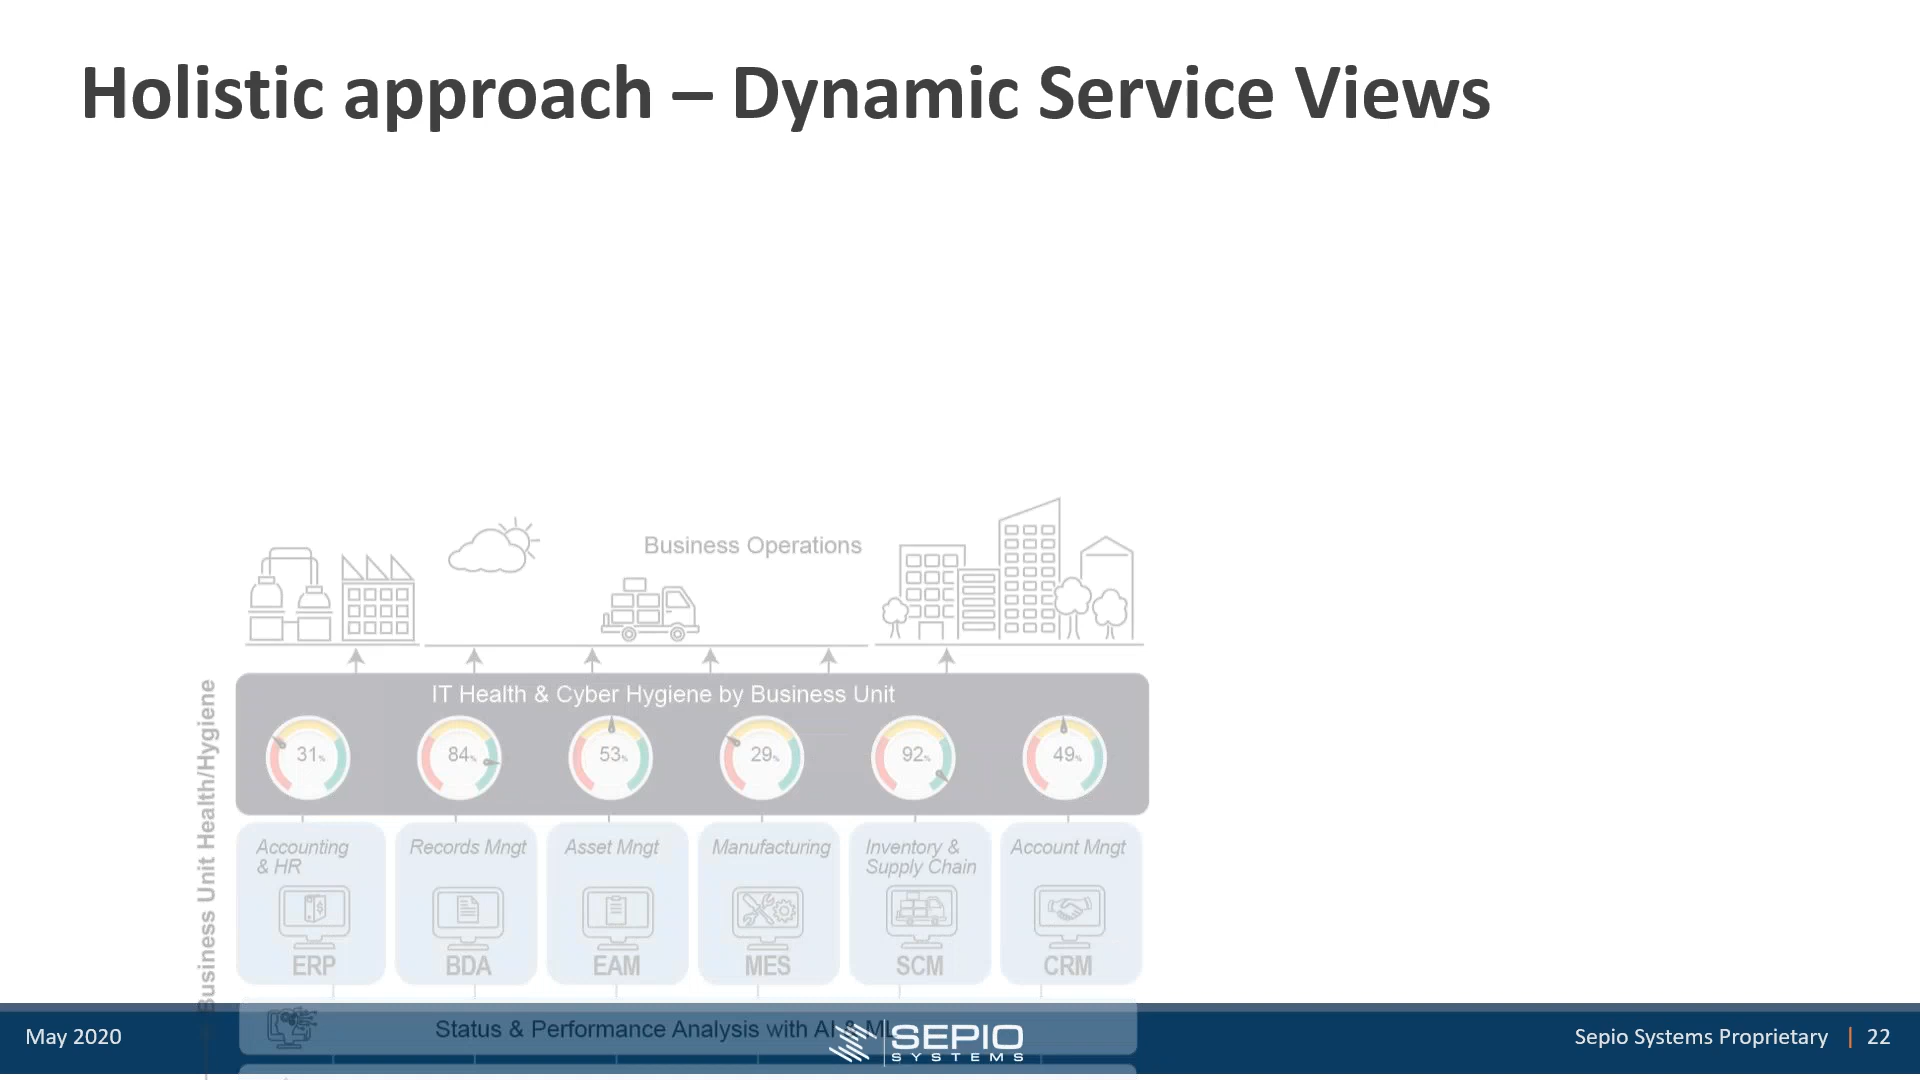 Holistic approach – Dynamic Service Views
Business Operations
Business Unit Health/Hygiene
IT Health & Cyber Hygiene by Business Unit
31% 84% 53% 29% 92% 49%
Accounting & HR
Records Mngt
Asset Mngt
Manufacturing
Inventory & Supply Chain
Account Mngt
ERP BDA EAM MES SCM CRM
Status & Performance Analysis with AI & ML
May 2020
SEPIO
SYSTEMS
Sepio Systems Proprietary | 22